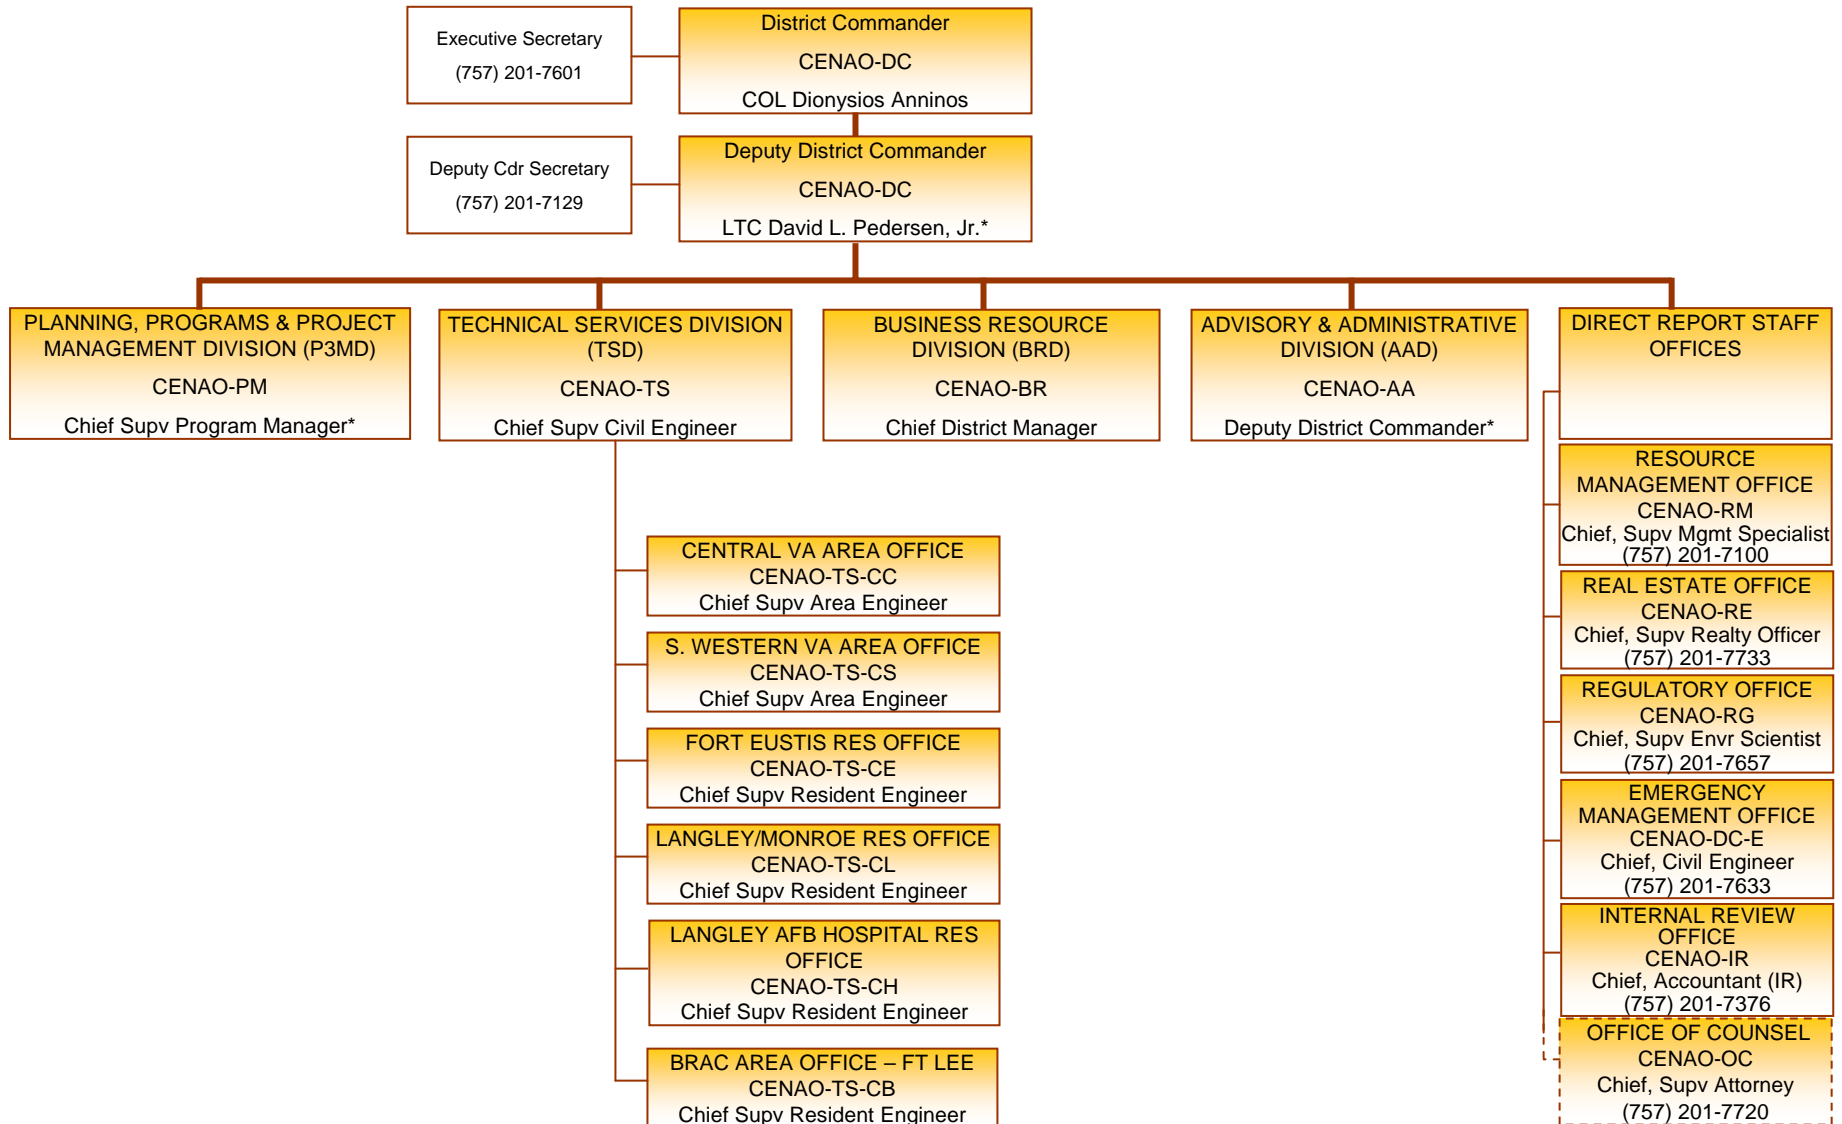 Executive Secretary
(757) 201-7601
District Commander
CENAO-DC
COL Dionysios Anninos
Deputy Cdr Secretary
(757) 201-7129
Deputy District Commander
CENAO-DC
LTC David L. Pedersen, Jr.*
PLANNING, PROGRAMS & PROJECT
MANAGEMENT DIVISION (P3MD)
CENAO-PM
Chief Supv Program Manager*
TECHNICAL SERVICES DIVISION
(TSD)
CENAO-TS
Chief Supv Civil Engineer
BUSINESS RESOURCE
DIVISION (BRD)
CENAO-BR
Chief District Manager
ADVISORY & ADMINISTRATIVE
DIVISION (AAD)
CENAO-AA
Deputy District Commander*
DIRECT REPORT STAFF
OFFICES
CENTRAL VA AREA OFFICE
CENAO-TS-CC
Chief Supv Area Engineer
S. WESTERN VA AREA OFFICE
CENAO-TS-CS
Chief Supv Area Engineer
FORT EUSTIS RES OFFICE
CENAO-TS-CE
Chief Supv Resident Engineer
LANGLEY/MONROE RES OFFICE
CENAO-TS-CL
Chief Supv Resident Engineer
LANGLEY AFB HOSPITAL RES
OFFICE
CENAO-TS-CH
Chief Supv Resident Engineer
BRAC AREA OFFICE – FT LEE
CENAO-TS-CB
Chief Supv Resident Engineer
RESOURCE
MANAGEMENT OFFICE
CENAO-RM
Chief, Supv Mgmt Specialist
(757) 201-7100
REAL ESTATE OFFICE
CENAO-RE
Chief, Supv Realty Officer
(757) 201-7733
REGULATORY OFFICE
CENAO-RG
Chief, Supv Envr Scientist
(757) 201-7657
EMERGENCY
MANAGEMENT OFFICE
CENAO-DC-E
Chief, Civil Engineer
(757) 201-7633
INTERNAL REVIEW
OFFICE
CENAO-IR
Chief, Accountant (IR)
(757) 201-7376
OFFICE OF COUNSEL
CENAO-OC
Chief, Supv Attorney
(757) 201-7720